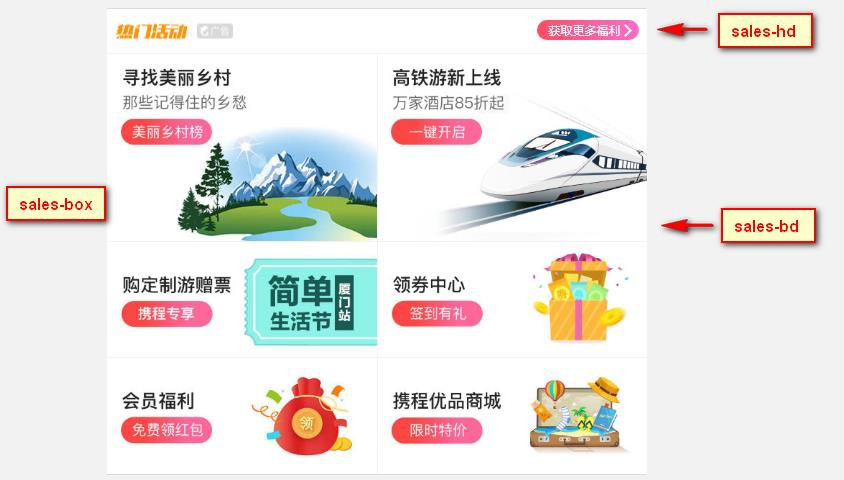 热门活动 广告
获取更多福利
sales-hd
寻找美丽乡村
那些记得住的乡愁
美丽乡村榜
高铁游新上线
万家酒店85折起
一键开启
sales-box
sales-bd
购定制游赠票
携程专享
简单
生活节
厦门站
领券中心
签到有礼
会员福利
免费领红包
领
携程优品商城
限时特价